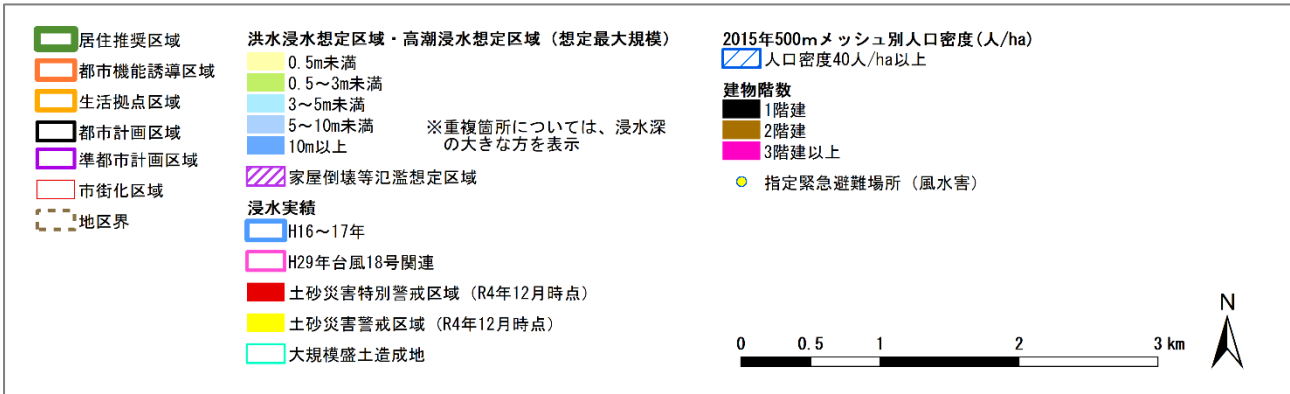 居住推奨区域
都市機能誘導区域
生活拠点区域
都市計画区域
準都市計画区域
市街化区域
地区界
洪水浸水想定区域・高潮浸水想定区域（想定最大規模）
0.5m未満
0.5～3m未満
3～5m未満
5～10m未満
10m以上
※重複箇所については、浸水深
の大きな方を表示
家屋倒壊等氾濫想定区域
浸水実績
H16～17年
H29年台風18号関連
土砂災害特別警戒区域（R4年12月時点）
土砂災害警戒区域（R4年12月時点）
大規模盛土造成地
2015年500mメッシュ別人口密度(人/ha)
人口密度40人/ha以上
建物階数
1階建
2階建
3階建以上
指定緊急避難場所（風水害）
0 0.5 1 2 3 km
N